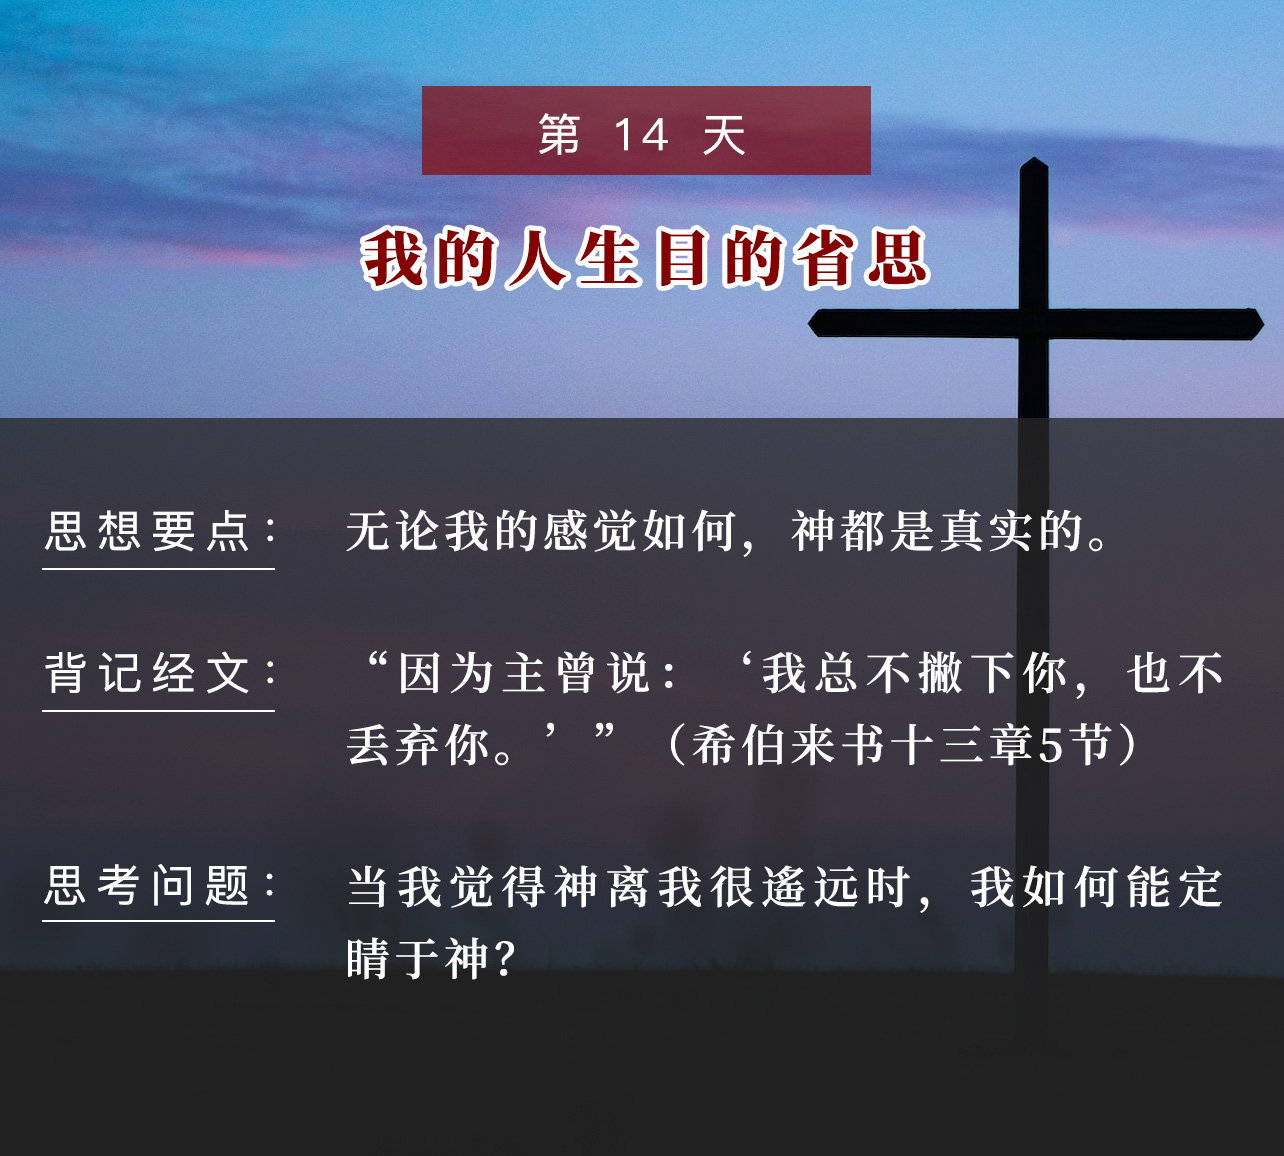 第 14 天
我的人生目的省思
思想要点：无论我的感觉如何，神都是真实的。
背记经文：“因为主曾说：‘我总不撇下你，也不
丢弃你。’”（希伯来书十三章5节）
思考问题：当我觉得神离我很遥远时，我如何能定
睛于神？